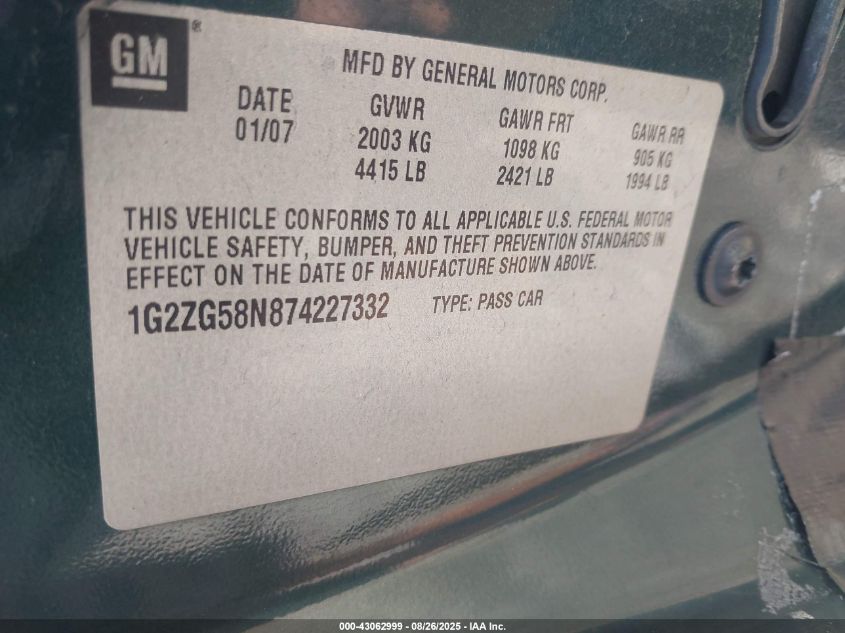 GM®
MFD BY GENERAL MOTORS CORP.
DATE GVWR GAWR FRT GAWR RR
01/07 2003 KG 1098 KG 905 KG
4415 LB 2421 LB 1994 LB
THIS VEHICLE CONFORMS TO ALL APPLICABLE U.S. FEDERAL MOTOR
VEHICLE SAFETY, BUMPER, AND THEFT PREVENTION STANDARDS IN
EFFECT ON THE DATE OF MANUFACTURE SHOWN ABOVE.
1G2ZG58N874227332 TYPE: PASS CAR
000-43062999 - 08/26/2025 - IAA Inc.